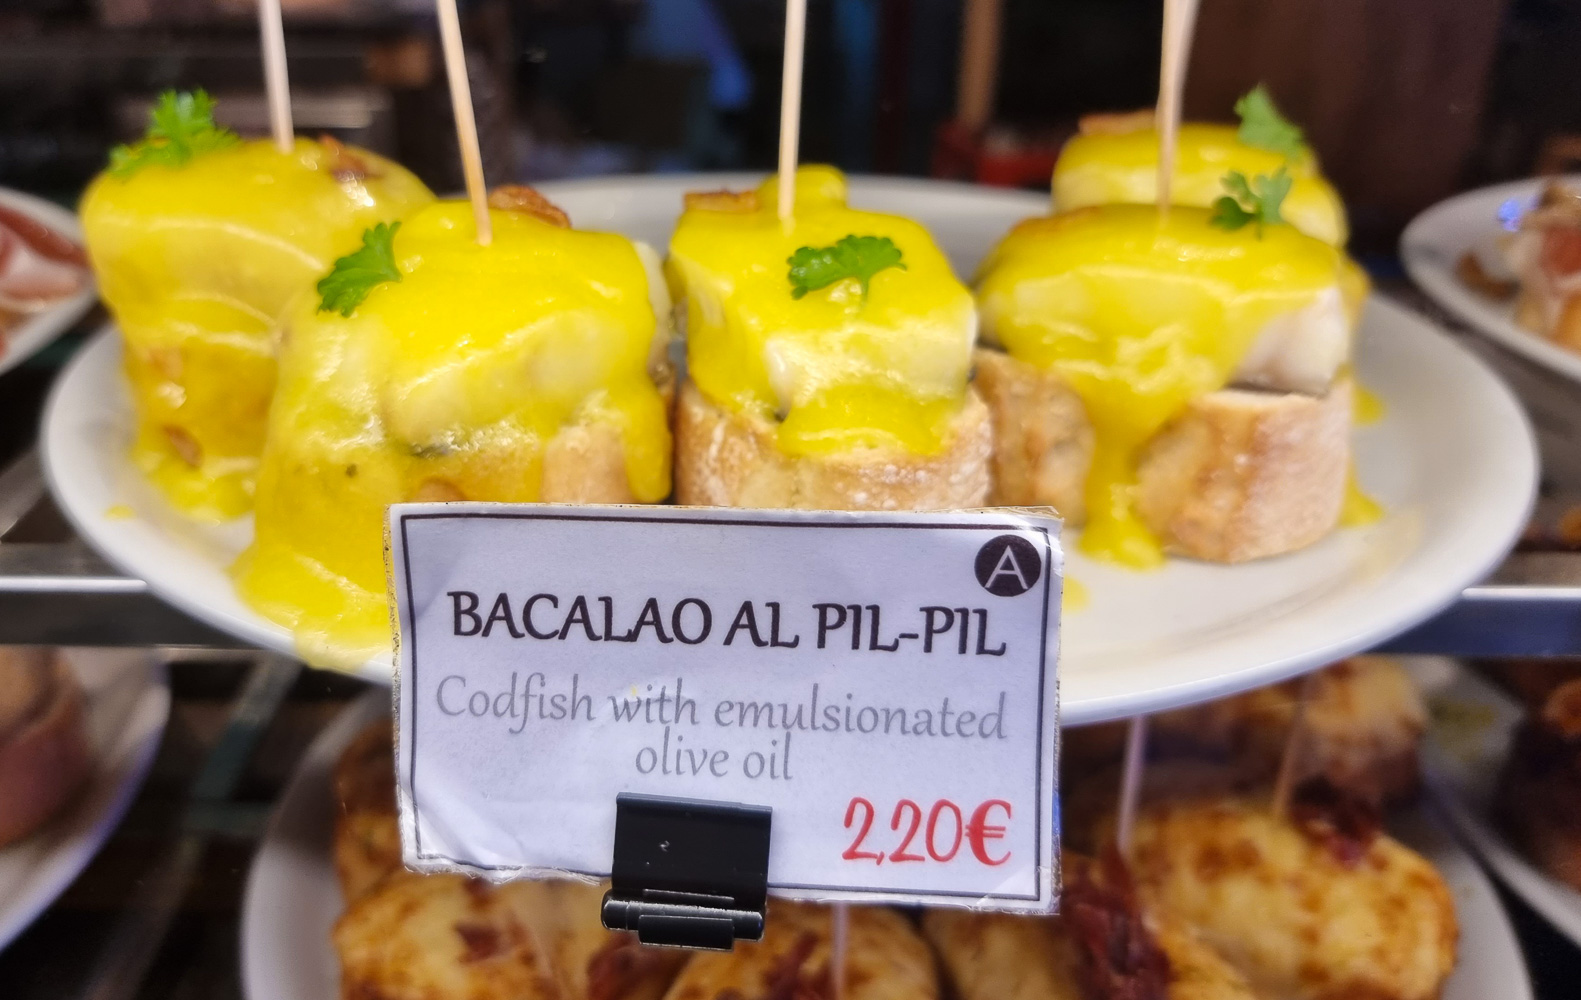 A
BACALAO AL PIL-PIL
Codfish with emulsionated
olive oil
2,20€